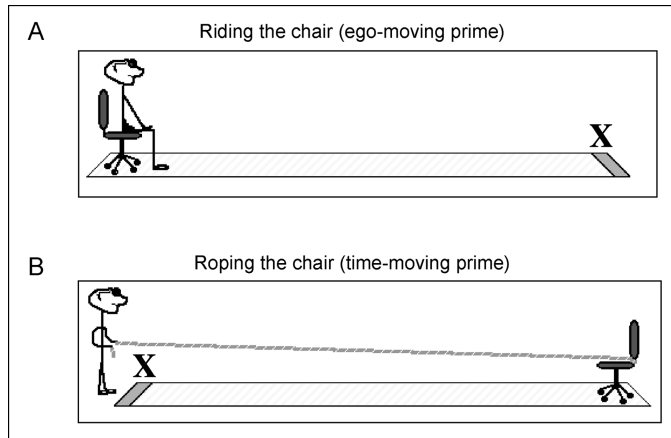 A
Riding the chair (ego-moving prime)
X
B
Roping the chair (time-moving prime)
X